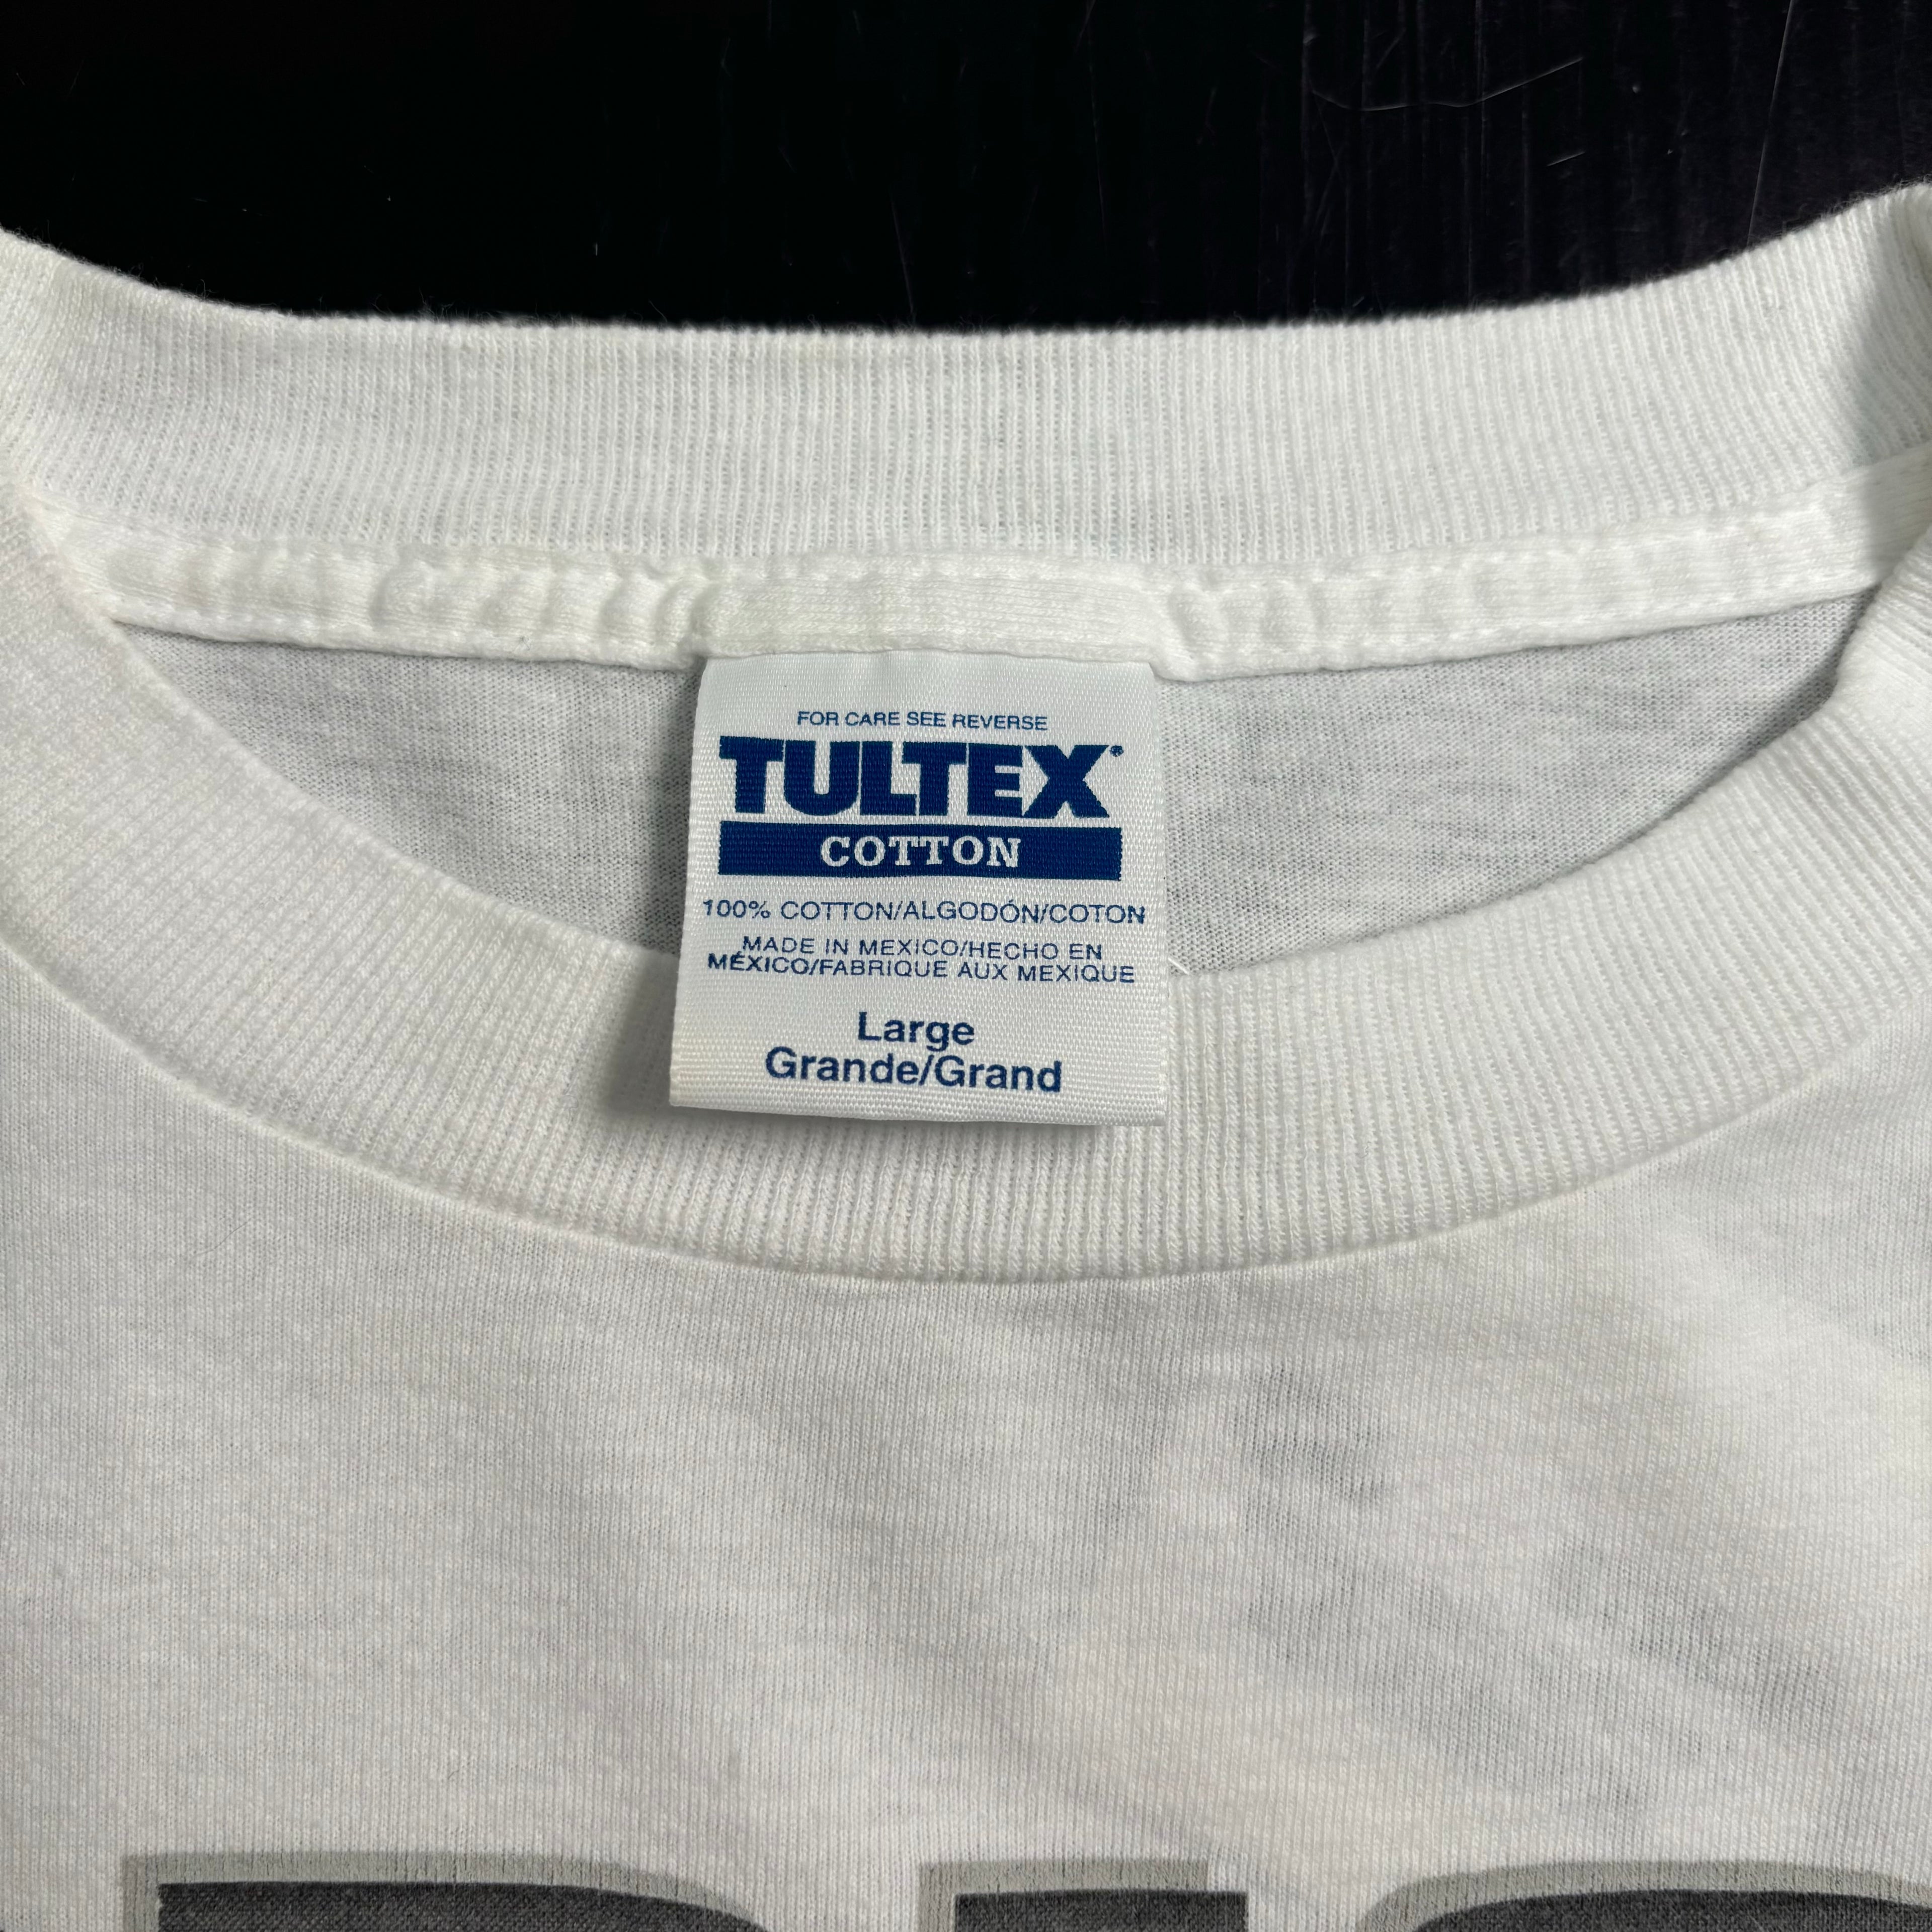 FOR CARE SEE REVERSE
TULTEX®
COTTON
100% COTTON/ALGODÓN/COTON
MADE IN MEXICO/HECHO EN
MÉXICO/FABRIQUE AUX MEXIQUE
Large
Grande/Grand